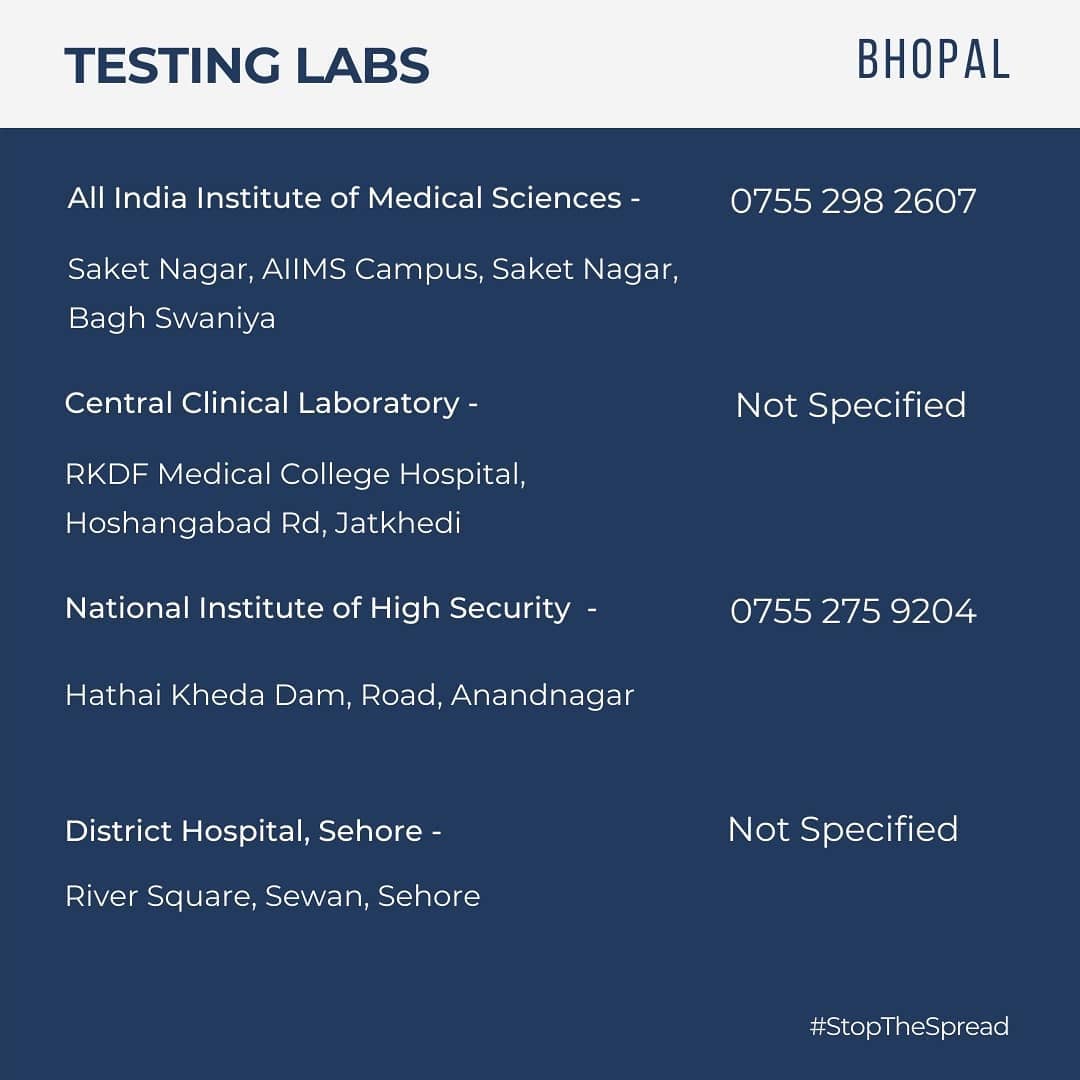 TESTING LABS
BHOPAL
All India Institute of Medical Sciences -
0755 298 2607
Saket Nagar, AIIMS Campus, Saket Nagar,
Bagh Swaniya
Central Clinical Laboratory -
Not Specified
RKDF Medical College Hospital,
Hoshangabad Rd, Jatkhedi
National Institute of High Security -
0755 275 9204
Hathai Kheda Dam, Road, Anandnagar
District Hospital, Sehore -
Not Specified
River Square, Sewan, Sehore
#StopTheSpread